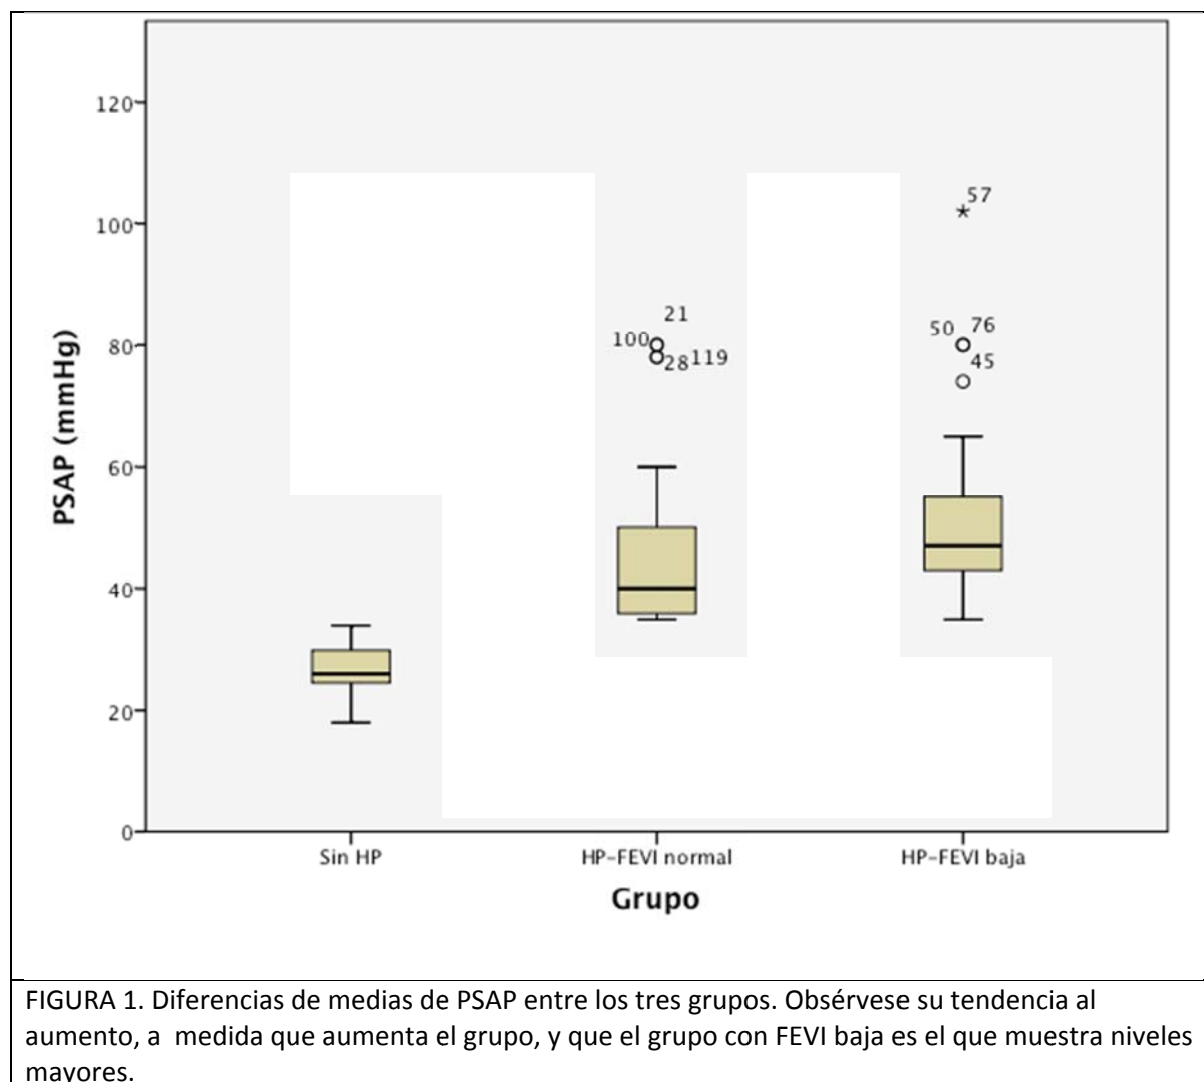 120
100
80
60
40
20
0
PSAP (mmHg)
57
21
100
28 119
50 76
45
Sin HP HP-FEVI normal HP-FEVI baja
Grupo
FIGURA 1. Diferencias de medias de PSAP entre los tres grupos. Obsérvese su tendencia al
aumento, a medida que aumenta el grupo, y que el grupo con FEVI baja es el que muestra niveles
mayores.